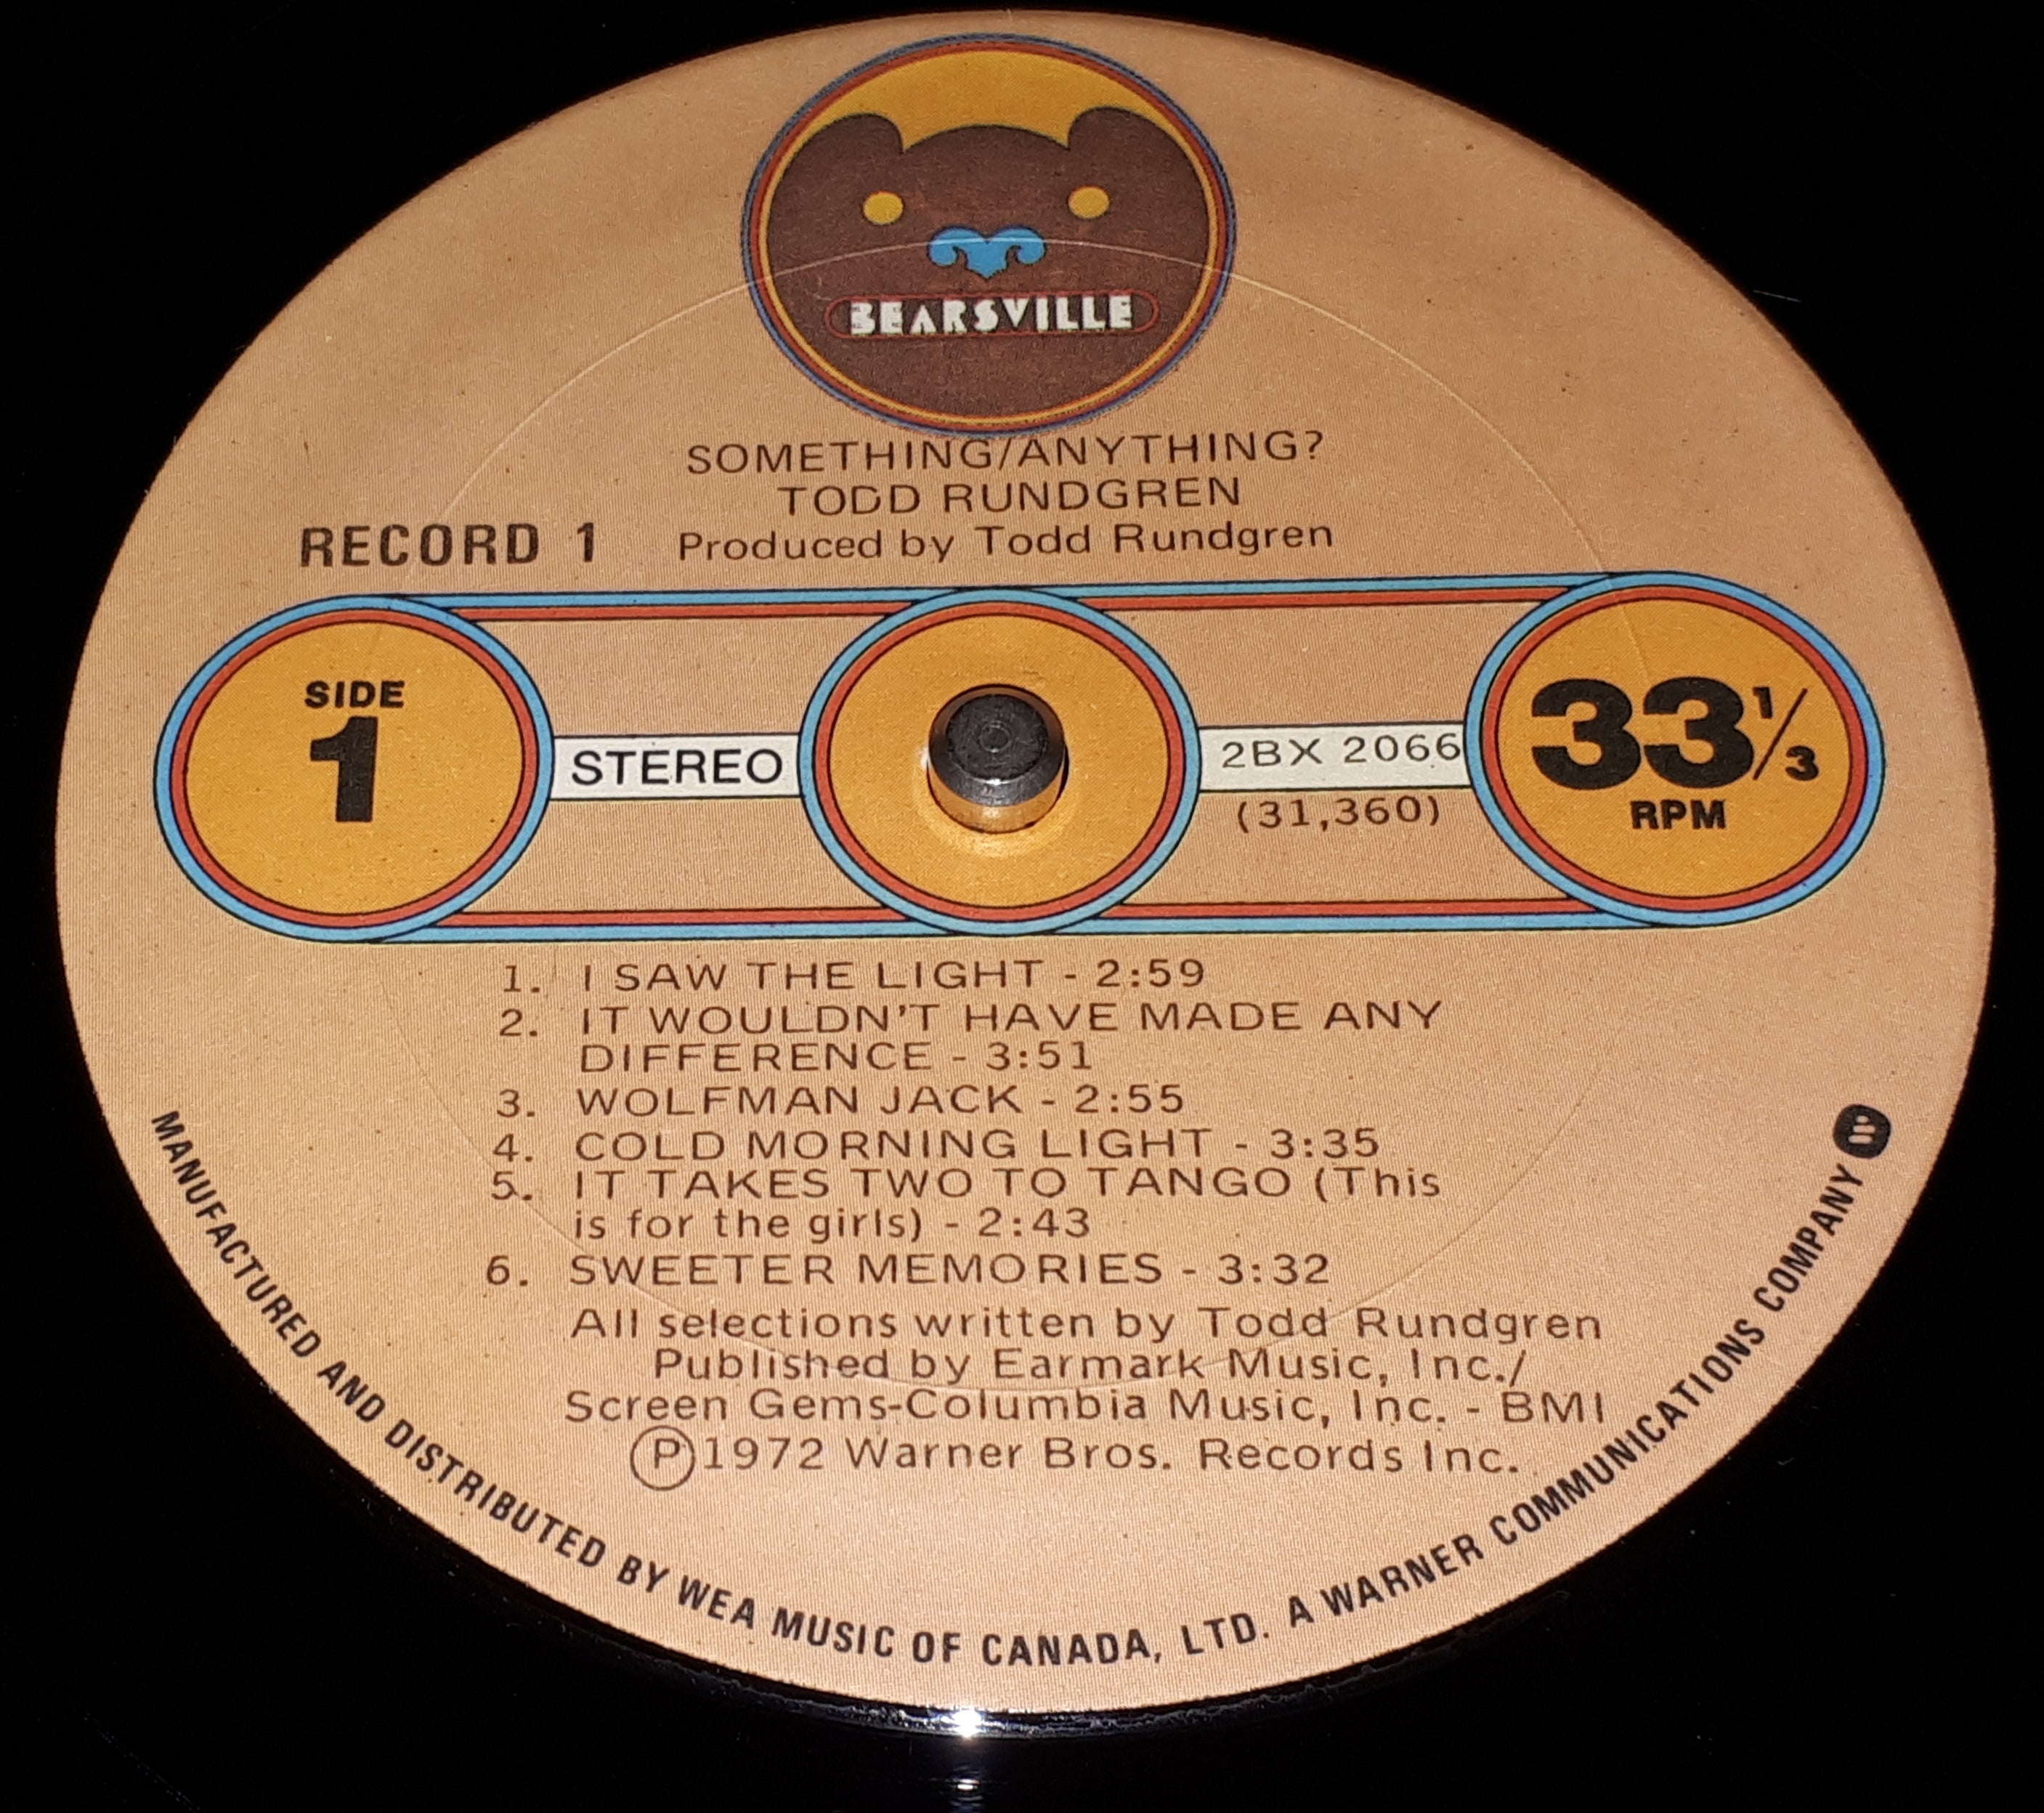 BEARSVILLE
SOMETHING/ANYTHING?
TODD RUNDGREN
RECORD 1
Produced by Todd Rundgren
SIDE
1
STEREO
2BX 2066
(31,360)
33 1/3
RPM
1. I SAW THE LIGHT - 2:59
2. IT WOULDN'T HAVE MADE ANY
DIFFERENCE - 3:51
3. WOLFMAN JACK - 2:55
4. COLD MORNING LIGHT - 3:35
5. IT TAKES TWO TO TANGO (This
is for the girls) - 2:43
6. SWEETER MEMORIES - 3:32
All selections written by Todd Rundgren
Published by Earmark Music, Inc./
Screen Gems-Columbia Music, Inc. - BMI
Ⓟ1972 Warner Bros. Records Inc.
MANUFACTURED AND DISTRIBUTED BY WEA MUSIC OF CANADA, LTD. A WARNER COMMUNICATIONS COMPANY